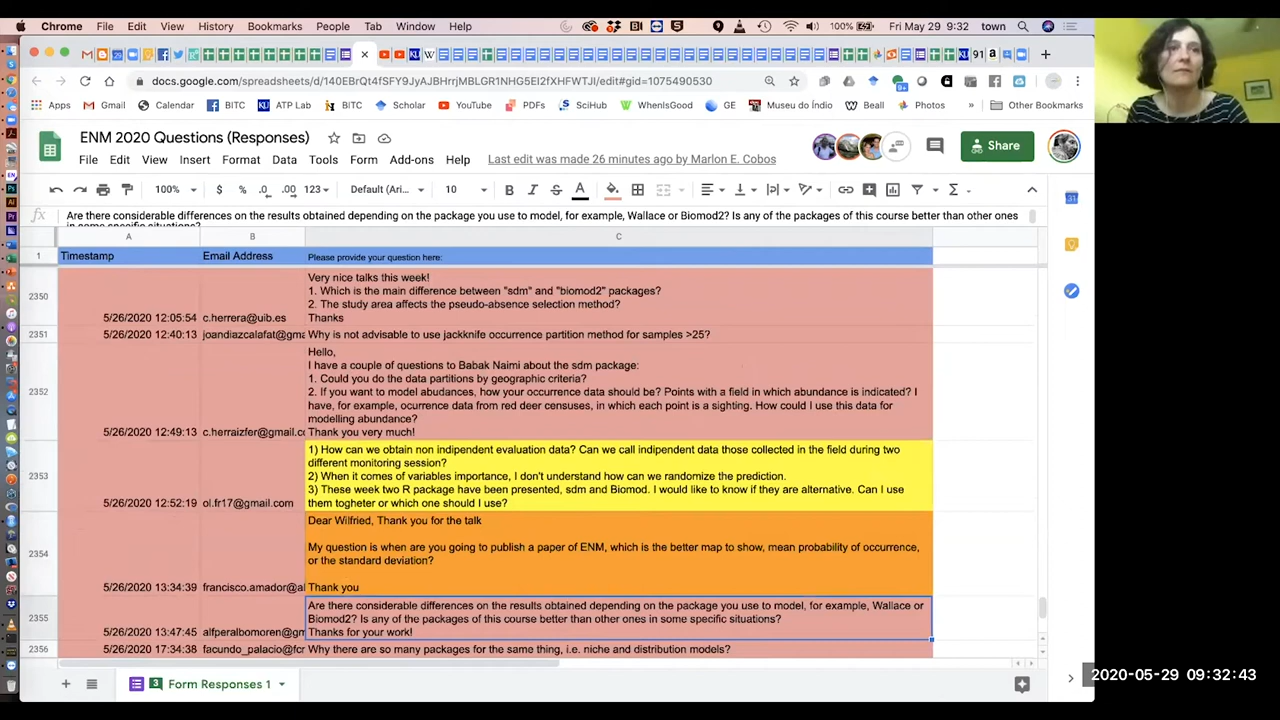 Chrome File Edit View History Bookmarks People Tab Window Help 100% Fri May 29 9:32 town
docs.google.com/spreadsheets/d/140EBrQt4fSFY9JyAJBHrrjMBLGR1NHG5EI2fXHFWTJI/edit#gid=1075490530
Apps Gmail Calendar BITC ATP Lab BITC Scholar YouTube PDFs SciHub WhenIsGood GE Museu do Índio Beall Photos » Other Bookmarks
ENM 2020 Questions (Responses)
Share
File Edit View Insert Format Data Tools Form Add-ons Help Last edit was made 26 minutes ago by Marlon E. Cobos
100% $ % .0 .00 123 Default (Ari... 10 B I S A
fx Are there considerable differences on the results obtained depending on the package you use to model, for example, Wallace or Biomod2? Is any of the packages of this course better than other ones
in some specific situations?
A B C
1 Timestamp Email Address Please provide your question here:
Very nice talks this week!
1. Which is the main difference between "sdm" and "biomod2" packages?
2350
2. The study area affects the pseudo-absence selection method?
5/26/2020 12:05:54 c.herrera@uib.es Thanks
2351 5/26/2020 12:40:13 joandiazcalafat@gma Why is not advisable to use jackknife occurrence partition method for samples >25?
Hello,
I have a couple of questions to Babak Naimi about the sdm package:
1. Could you do the data partitions by geographic criteria?
2352 2. If you want to model abudances, how your occurrence data should be? Points with a field in which abundance is indicated? I
have, for example, ocurrence data from red deer censuses, in which each point is a sighting. How could I use this data for
modelling abundance?
5/26/2020 12:49:13 c.herraizfer@gmail.c Thank you very much!
1) How can we obtain non indipendent evaluation data? Can we call indipendent data those collected in the field during two
different monitoring session?
2353 2) When it comes of variables importance, I don't understand how can we randomize the prediction.
3) These week two R package have been presented, sdm and Biomod. I would like to know if they are alternative. Can I use
5/26/2020 12:52:19 ol.fr17@gmail.com them togheter or which one should I use?
Dear Wilfried, Thank you for the talk
2354 My question is when are you going to publish a paper of ENM, which is the better map to show, mean probability of occurrence,
or the standard deviation?
5/26/2020 13:34:39 francisco.amador@al Thank you
Are there considerable differences on the results obtained depending on the package you use to model, for example, Wallace or
2355 Biomod2? Is any of the packages of this course better than other ones in some specific situations?
5/26/2020 13:47:45 alfperalbomoren@gm Thanks for your work!
2356 5/26/2020 17:34:38 facundo_palacio@fcr Why there are so many packages for the same thing, i.e. niche and distribution models?
3 Form Responses 1
2020-05-29 09:32:43